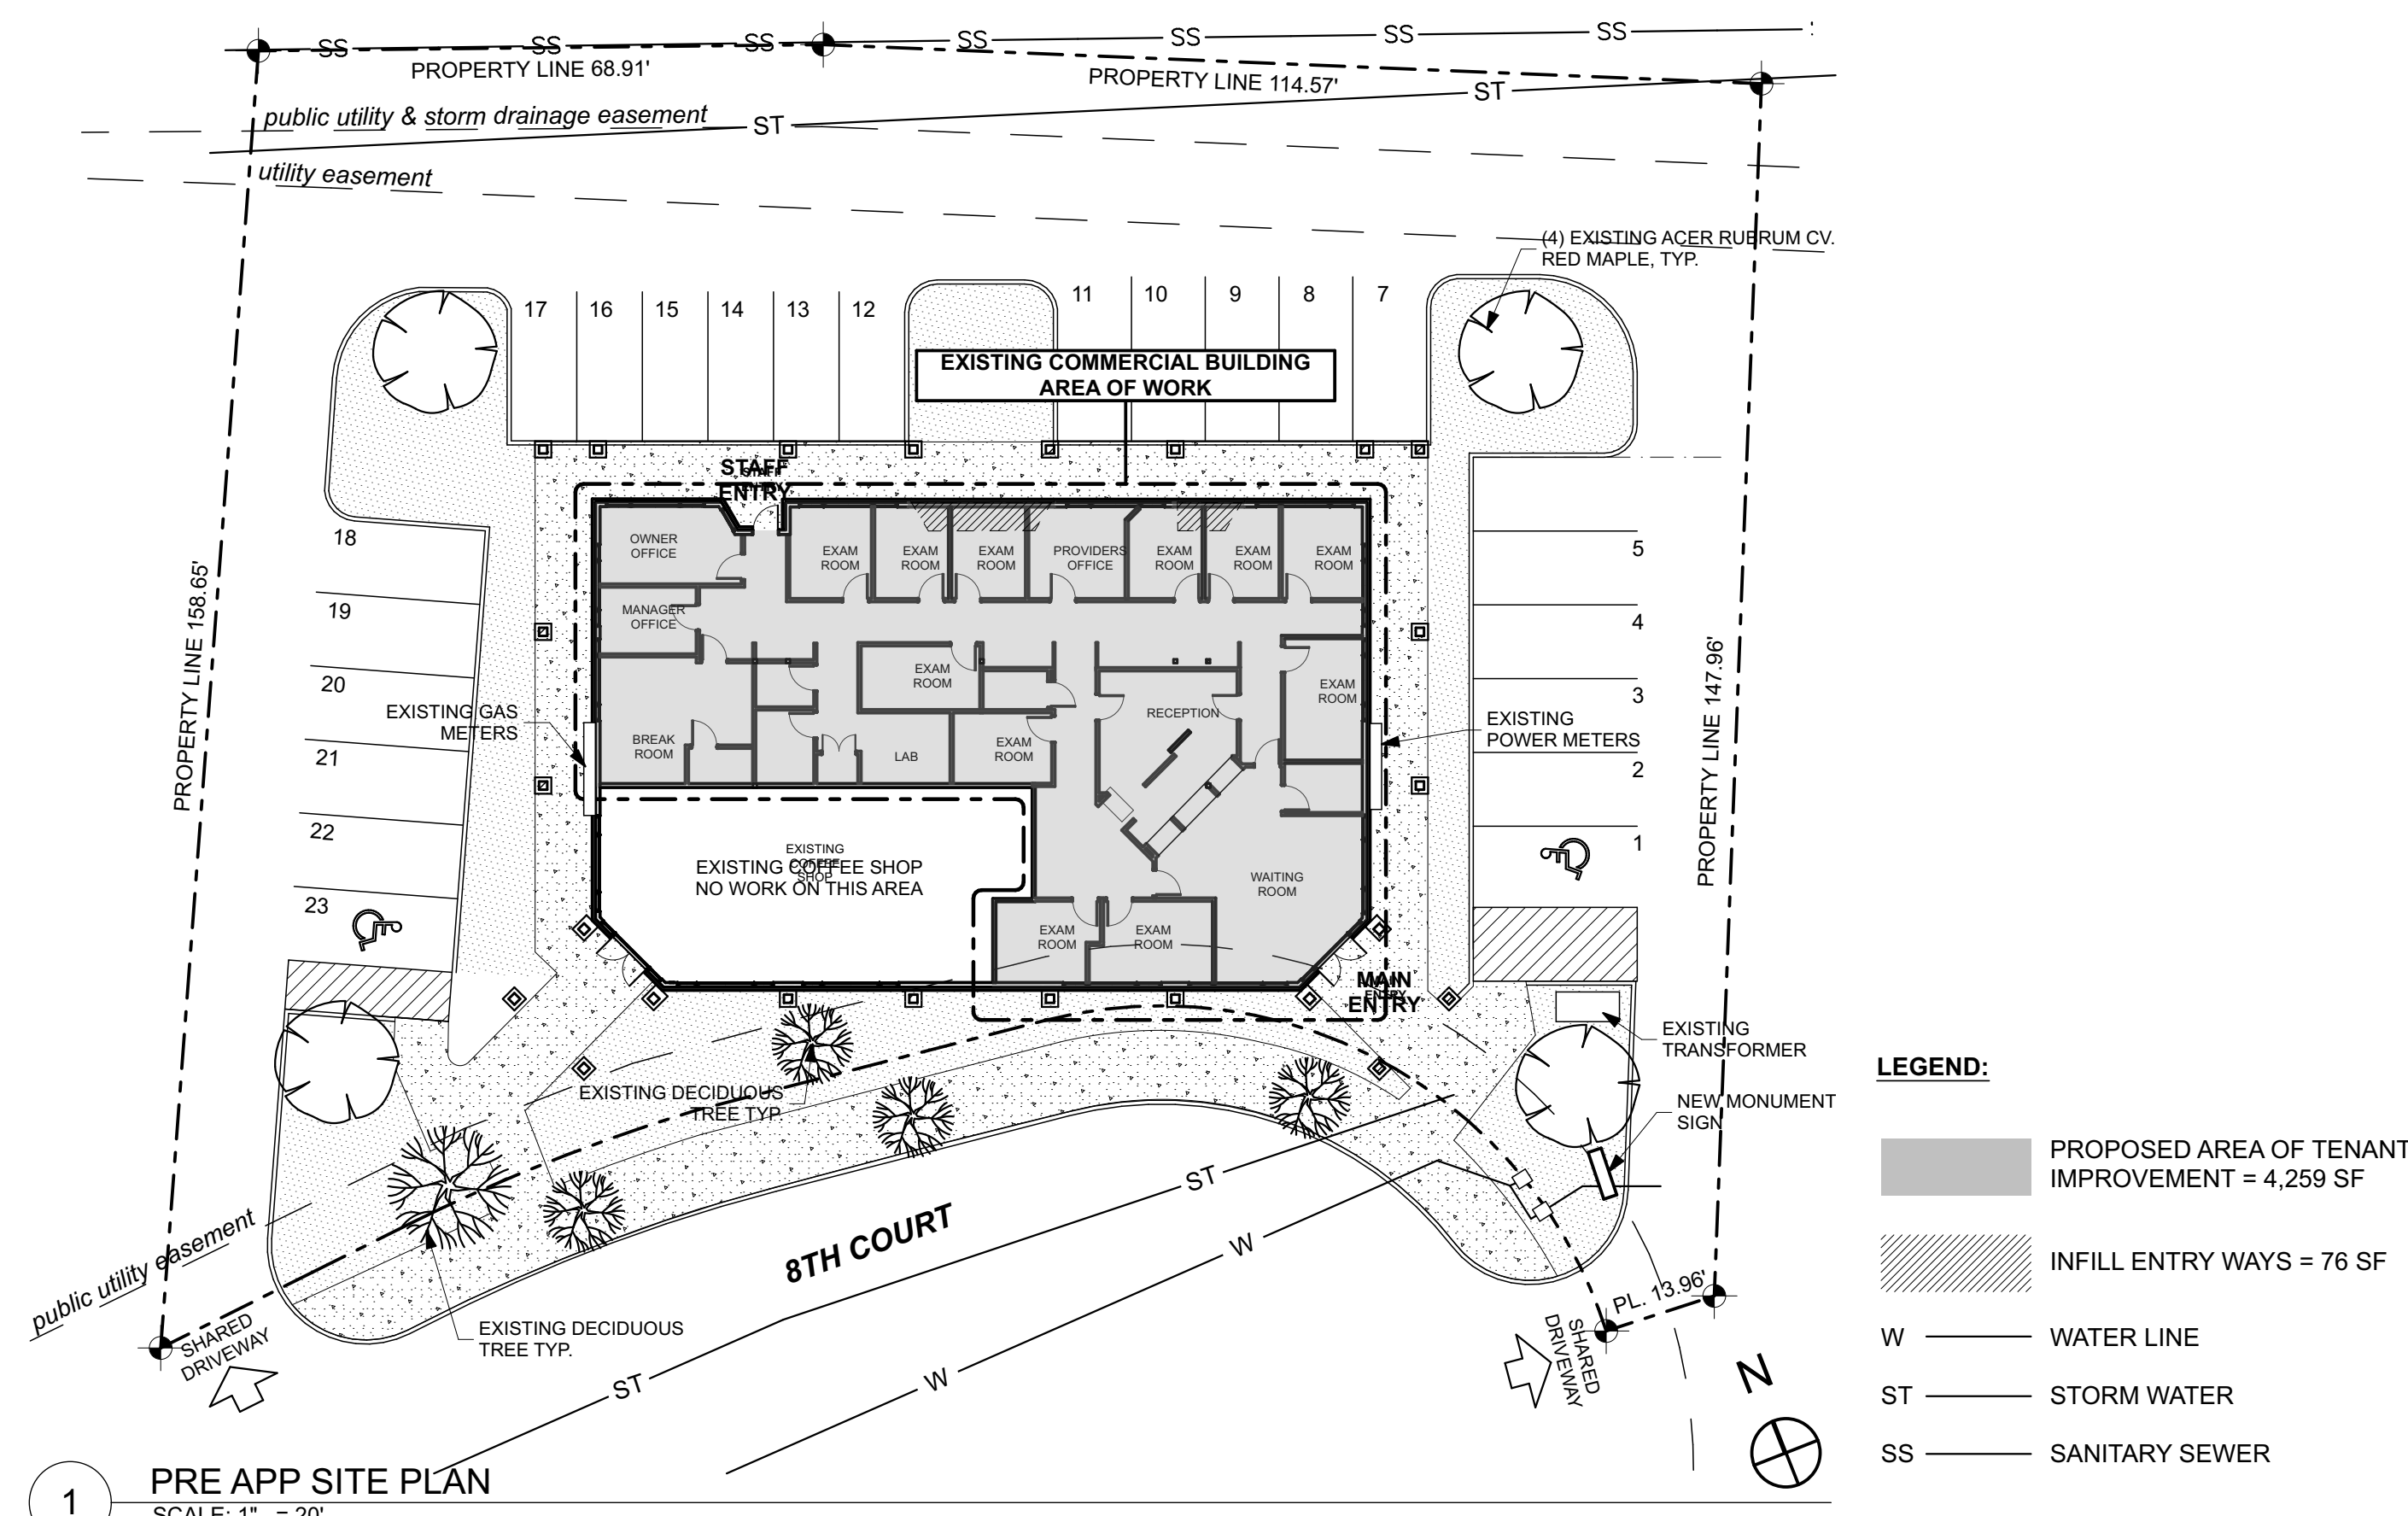 SS SS SS SS SS SS SS
PROPERTY LINE 68.91'
PROPERTY LINE 114.57'
ST
public utility & storm drainage easement
ST
utility easement
(4) EXISTING ACER RUBRUM CV.
RED MAPLE, TYP.
17 16 15 14 13 12 11 10 9 8 7
EXISTING COMMERCIAL BUILDING
AREA OF WORK
STAFF
ENTRY
STAFF
ENTRY
OWNER
OFFICE
EXAM
ROOM
EXAM
ROOM
EXAM
ROOM
PROVIDERS
OFFICE
EXAM
ROOM
EXAM
ROOM
EXAM
ROOM
MANAGER
OFFICE
EXAM
ROOM
EXAM
ROOM
RECEPTION
BREAK
ROOM
LAB
EXAM
ROOM
18
19
20
21
22
23
5
4
3
2
1
PROPERTY LINE 158.65'
PROPERTY LINE 147.96'
EXISTING GAS
METERS
EXISTING
POWER METERS
EXISTING
COFFEE
SHOP
EXISTING COFFEE SHOP
NO WORK ON THIS AREA
WAITING
ROOM
EXAM
ROOM
EXAM
ROOM
MAIN
ENTRY
ENTRY
EXISTING
TRANSFORMER
NEW MONUMENT
SIGN
EXISTING DECIDUOUS
TREE TYP.
ST
8TH COURT
W
public utility easement
SHARED
DRIVEWAY
EXISTING DECIDUOUS
TREE TYP.
ST
W
PL. 13.96'
SHARED
DRIVEWAY
N
1
PRE APP SITE PLAN
SCALE: 1" = 20'
LEGEND:
PROPOSED AREA OF TENANT
IMPROVEMENT = 4,259 SF
INFILL ENTRY WAYS = 76 SF
W WATER LINE
ST STORM WATER
SS SANITARY SEWER